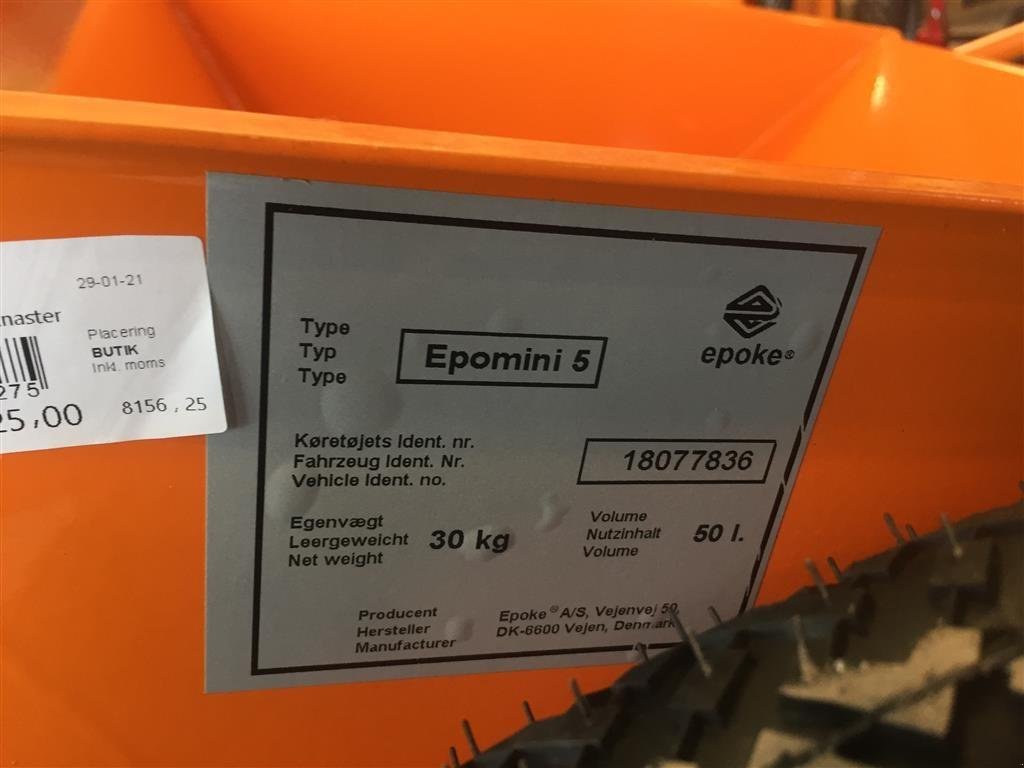 29-01-21
Placering
BUTIK
Inkl. moms
275
25,00
8156,25
epoke®
Type
Typ
Type
Epomini 5
Køretøjets Ident. nr.
Fahrzeug Ident. Nr.
Vehicle Ident. no.
18077836
Egenvægt
Leergeweicht
Net weight
30 kg
Volume
Nutzinhalt
Volume
50 l.
Producent
Hersteller
Manufacturer
Epoke® A/S, Vejenvej 50,
DK-6600 Vejen, Denmark